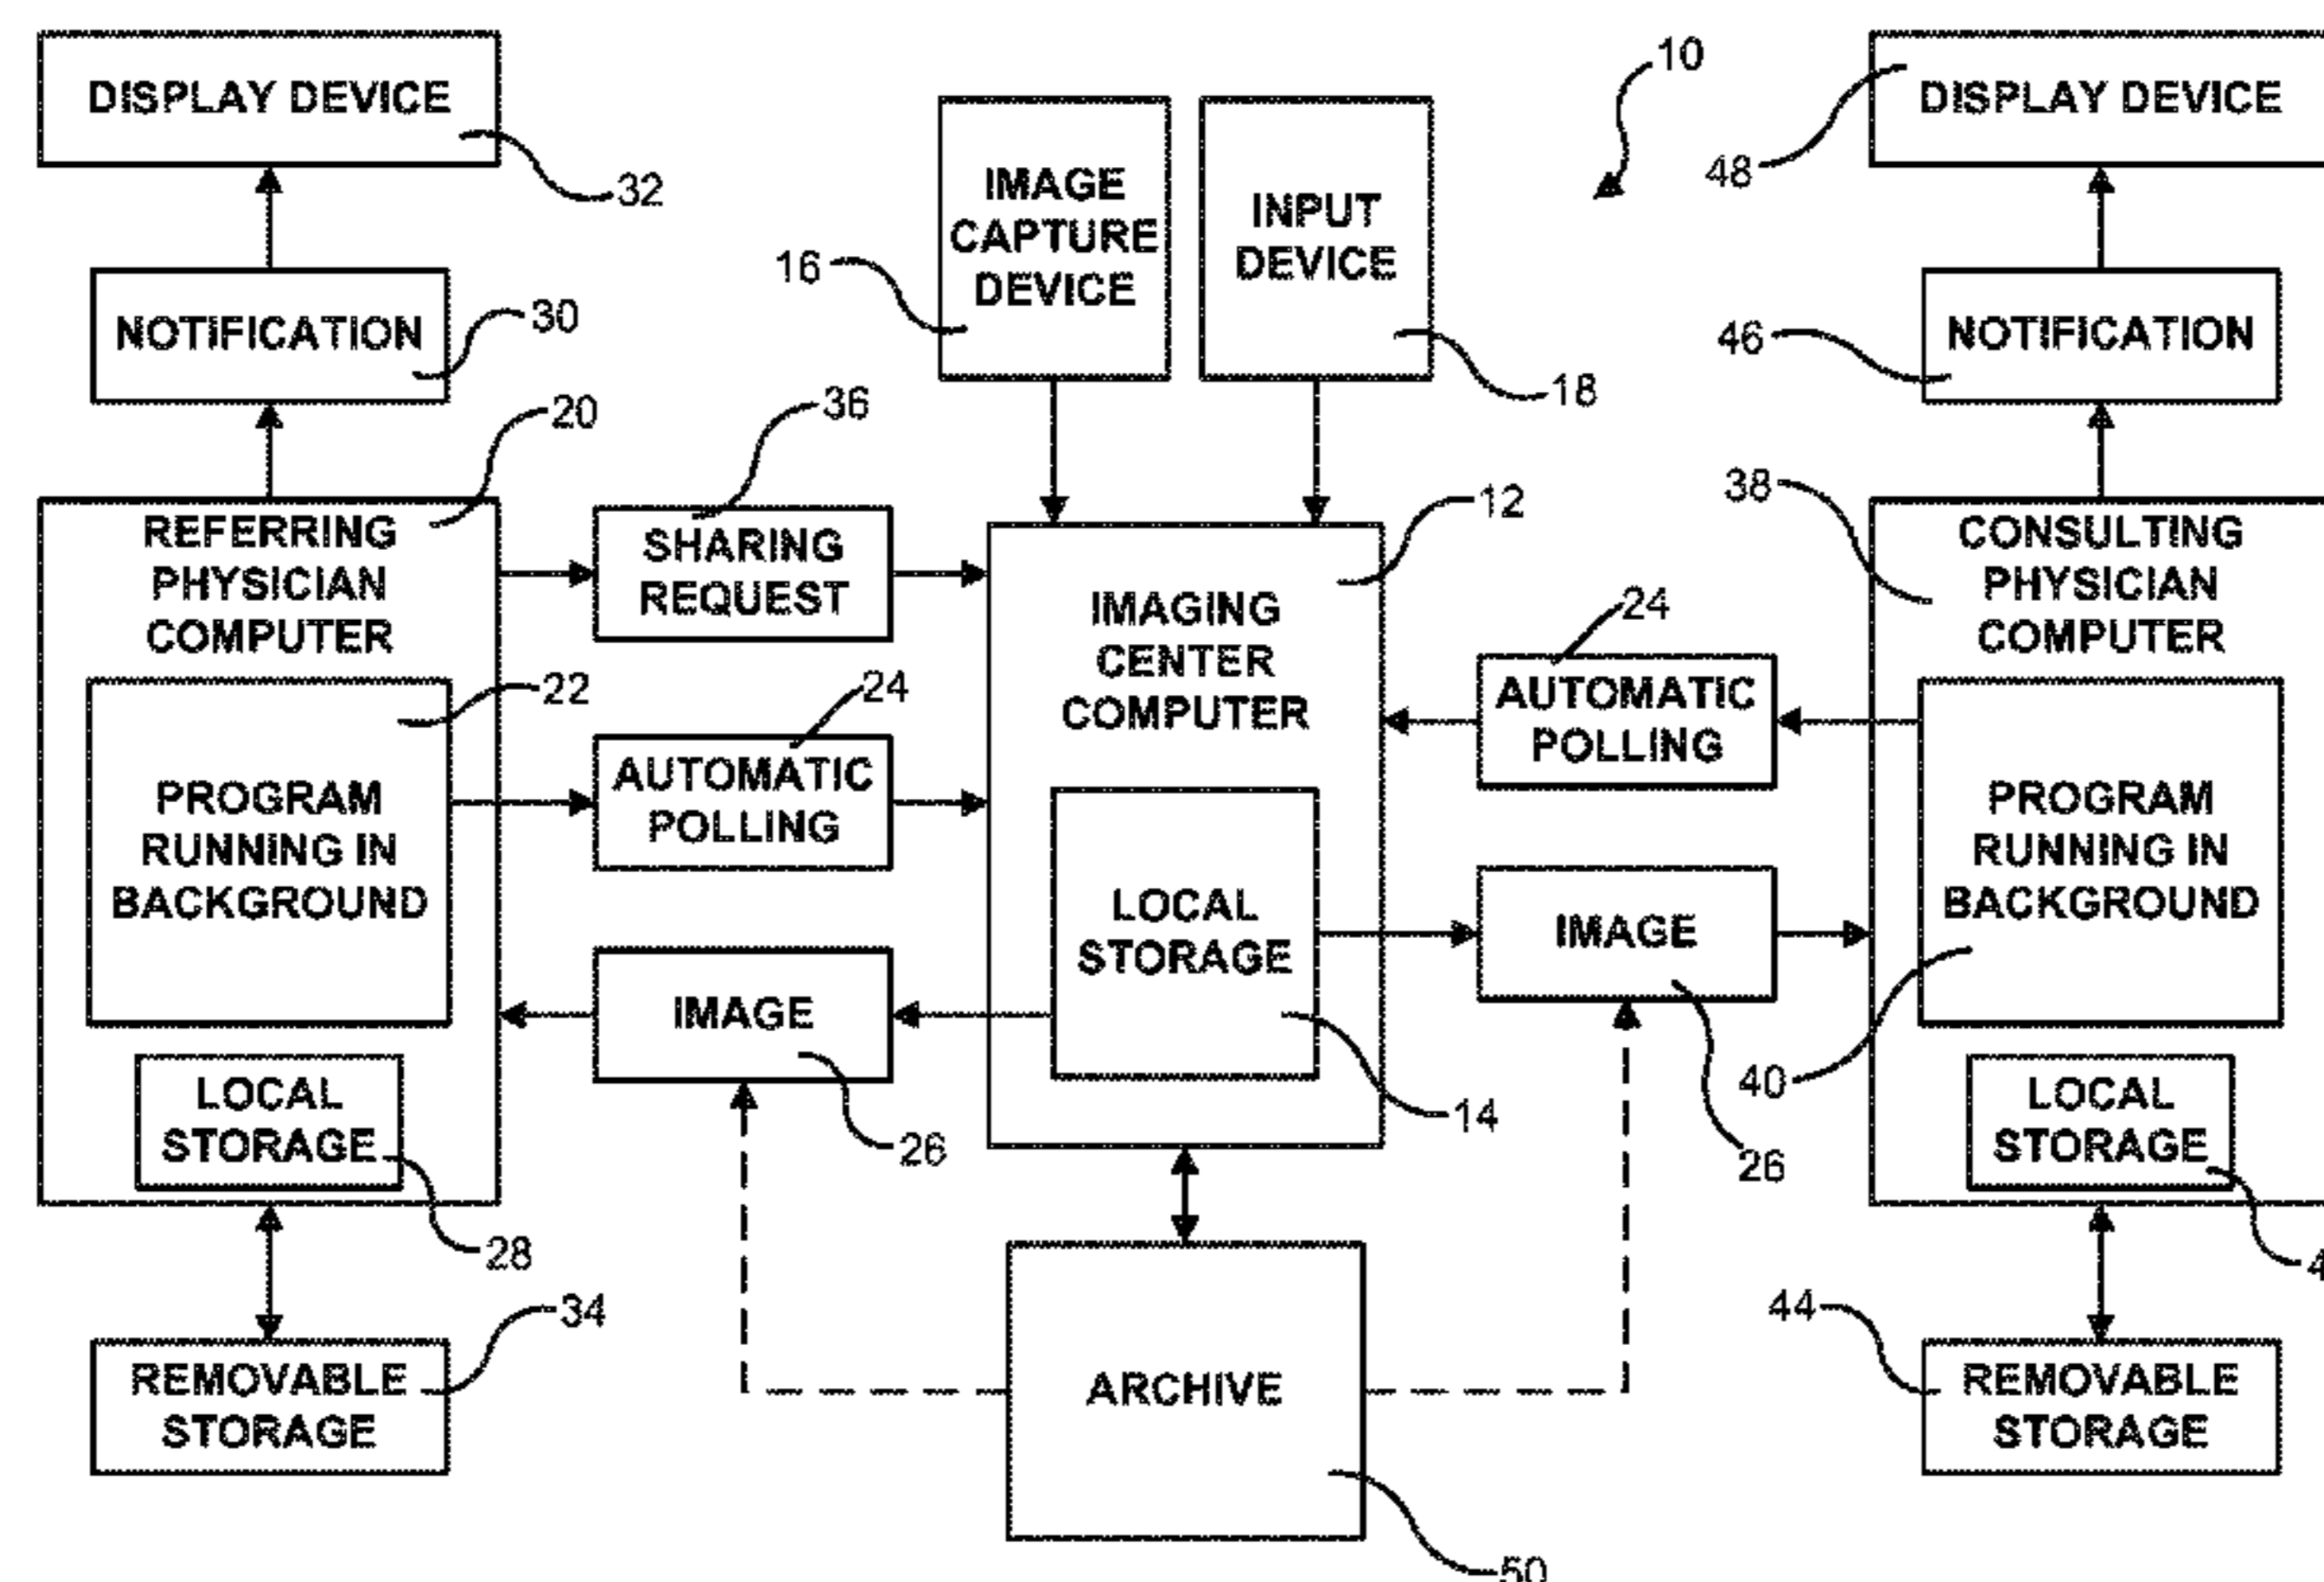 DISPLAY DEVICE
32
NOTIFICATION
30
20
REFERRING
PHYSICIAN
COMPUTER
22
PROGRAM
RUNNING IN
BACKGROUND
LOCAL
STORAGE
28
REMOVABLE
STORAGE
34
36
SHARING
REQUEST
24
AUTOMATIC
POLLING
IMAGE
26
10
IMAGE
CAPTURE
DEVICE
16
INPUT
DEVICE
18
12
IMAGING
CENTER
COMPUTER
LOCAL
STORAGE
14
ARCHIVE
50
24
AUTOMATIC
POLLING
IMAGE
26
DISPLAY DEVICE
48
NOTIFICATION
46
38
CONSULTING
PHYSICIAN
COMPUTER
PROGRAM
RUNNING IN
BACKGROUND
40
LOCAL
STORAGE
REMOVABLE
STORAGE
44